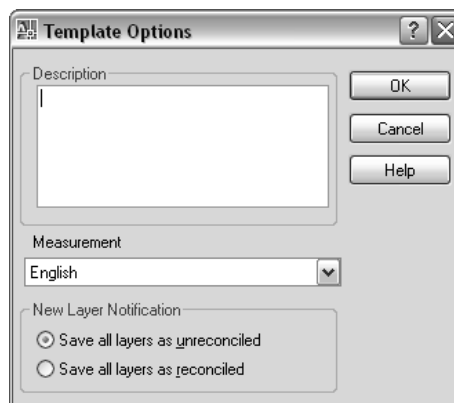 Template Options
?
Description
OK
Cancel
Help
Measurement
English
New Layer Notification
Save all layers as unreconciled
Save all layers as reconciled